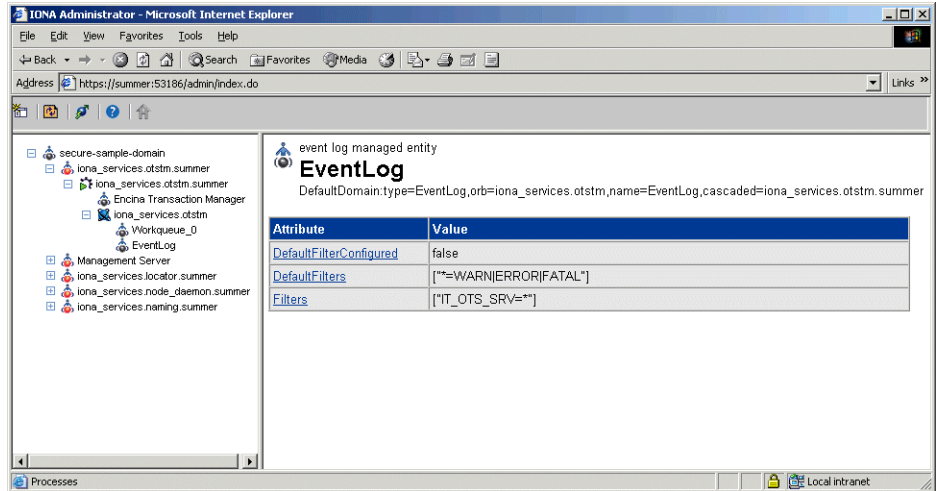 IONA Administrator - Microsoft Internet Explorer
File Edit View Favorites Tools Help
Back Search Favorites Media
Address https://summer:53186/admin/index.do Links »
secure-sample-domain
iona_services.otstm.summer
iona_services.otstm.summer
Encina Transaction Manager
iona_services.otstm
Workqueue_0
EventLog
Management Server
iona_services.locator.summer
iona_services.node_daemon.summer
iona_services.naming.summer
event log managed entity
EventLog
DefaultDomain:type=EventLog,orb=iona_services.otstm,name=EventLog,cascaded=iona_services.otstm.summer
Attribute Value
DefaultFilterConfigured false
DefaultFilters ["*=WARN|ERROR|FATAL"]
Filters ["IT_OTS_SRV=*"]
Processes Local intranet